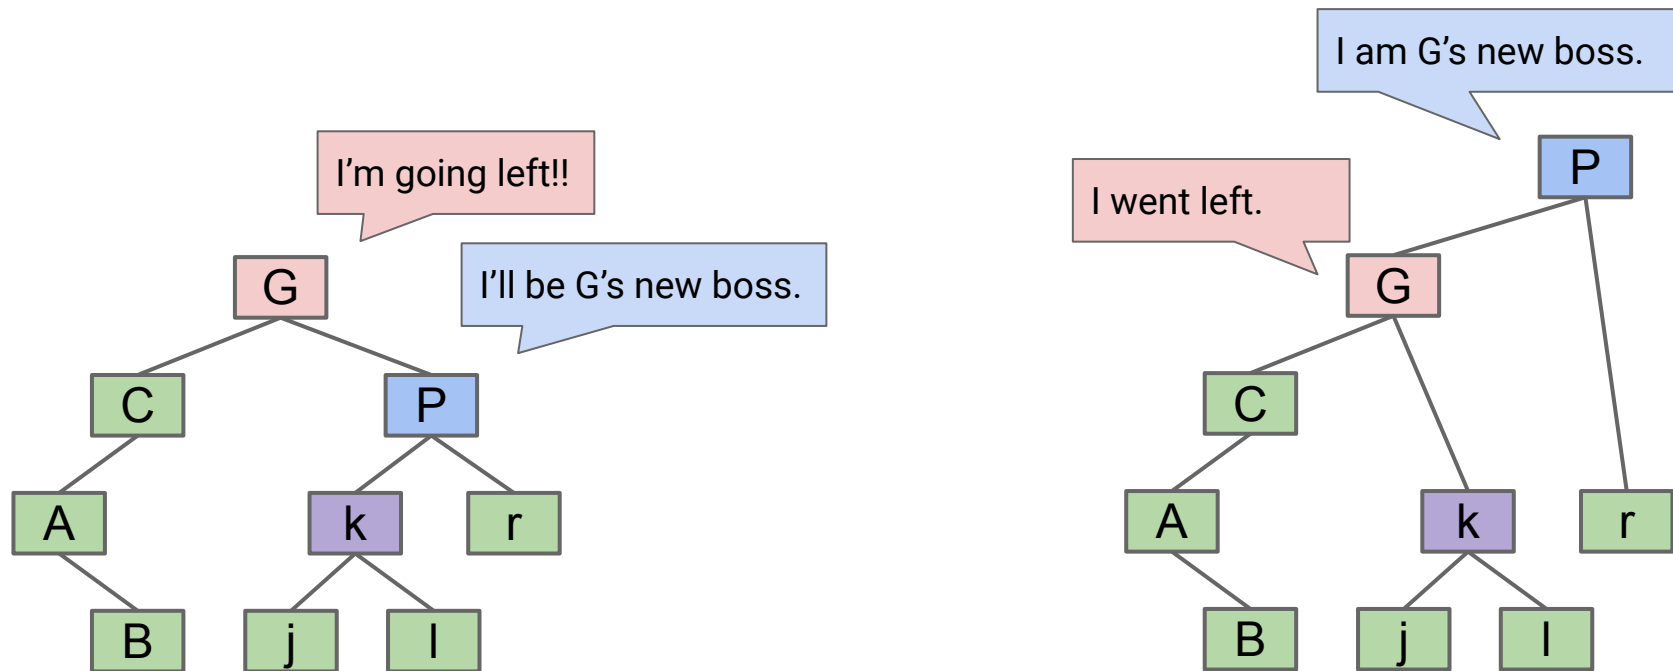 I am G’s new boss.
I’m going left!!
P
I went left.
G
I’ll be G’s new boss.
G
C
P
C
A
k
r
A
k
r
B
j
l
B
j
l